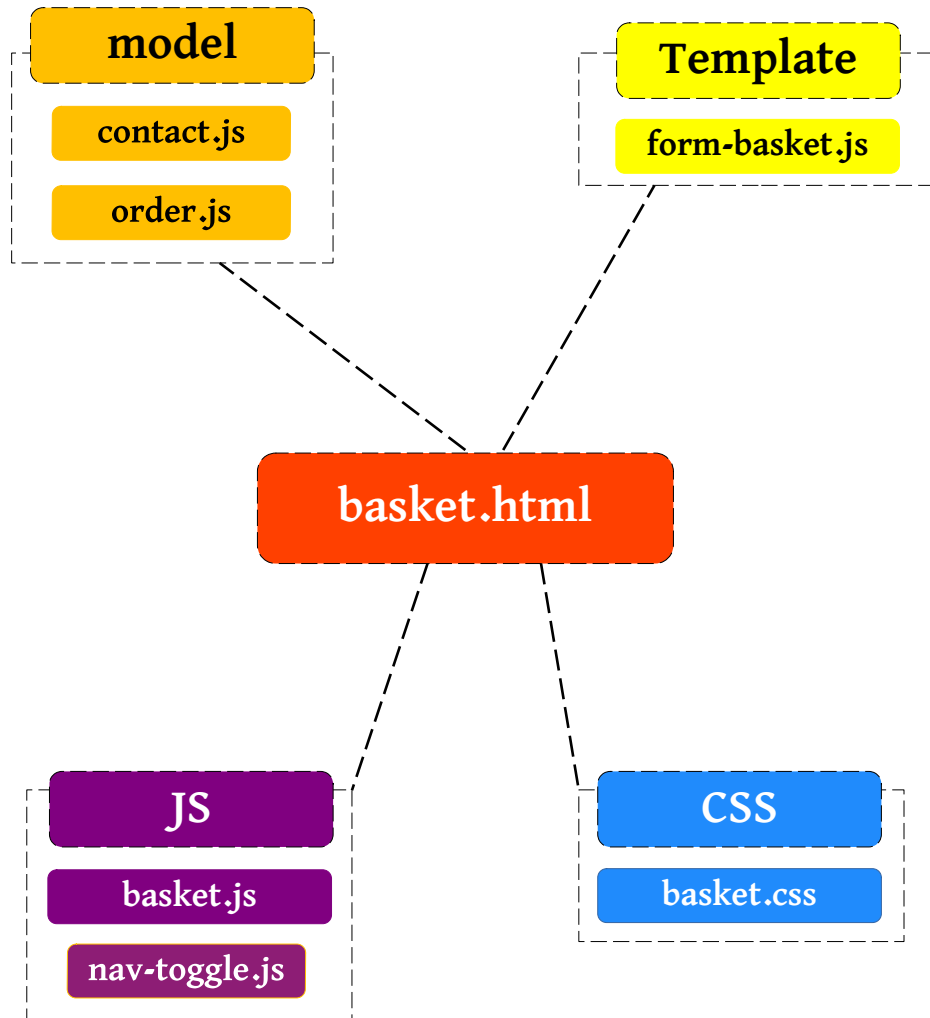 model
contact.js
order.js
Template
form-basket.js
basket.html
JS
basket.js
nav-toggle.js
CSS
basket.css